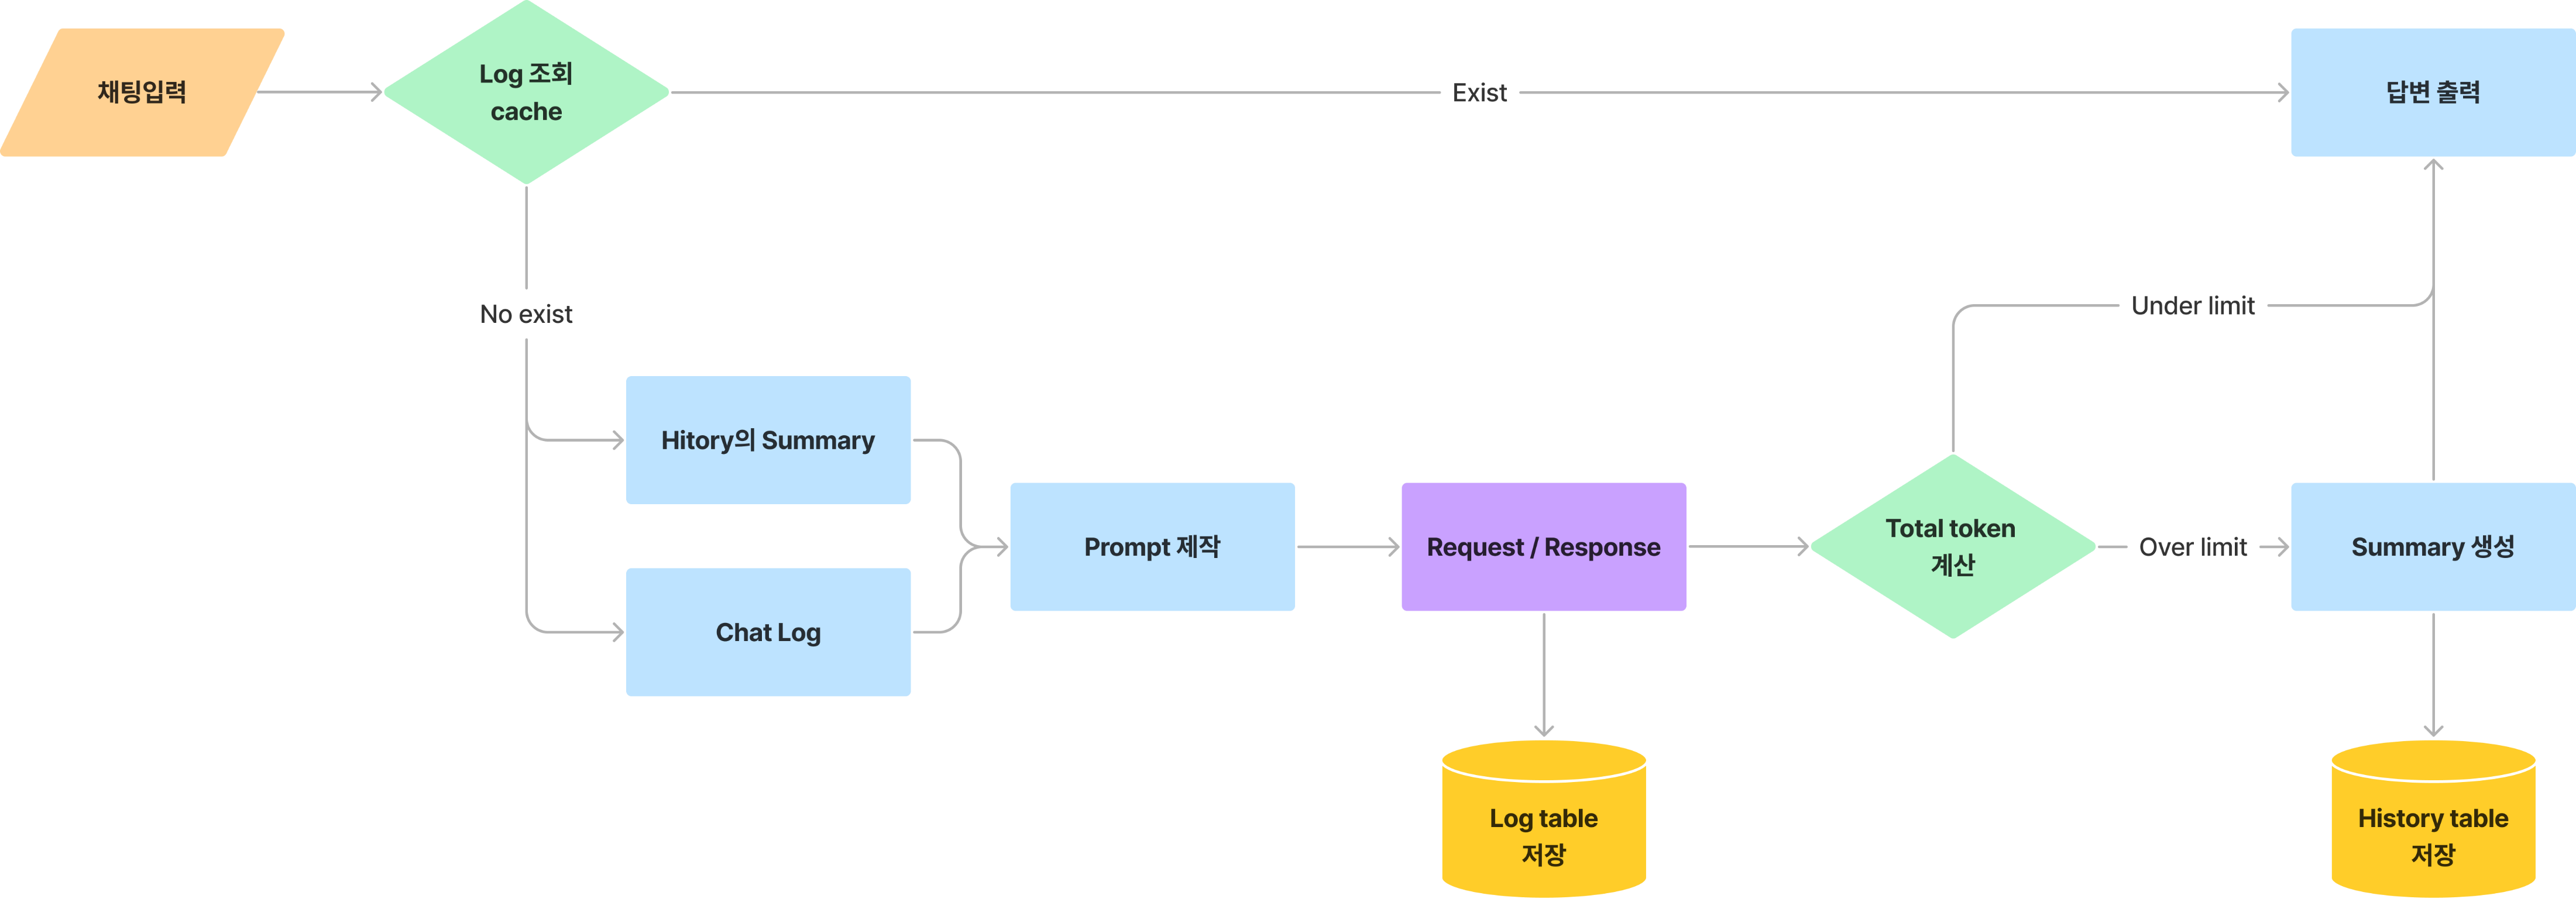 채팅입력
Log 조회
cache
Exist
답변 출력
No exist
Under limit
Hitory의 Summary
Chat Log
Prompt 제작
Request / Response
Total token
계산
Over limit
Summary 생성
Log table
저장
History table
저장